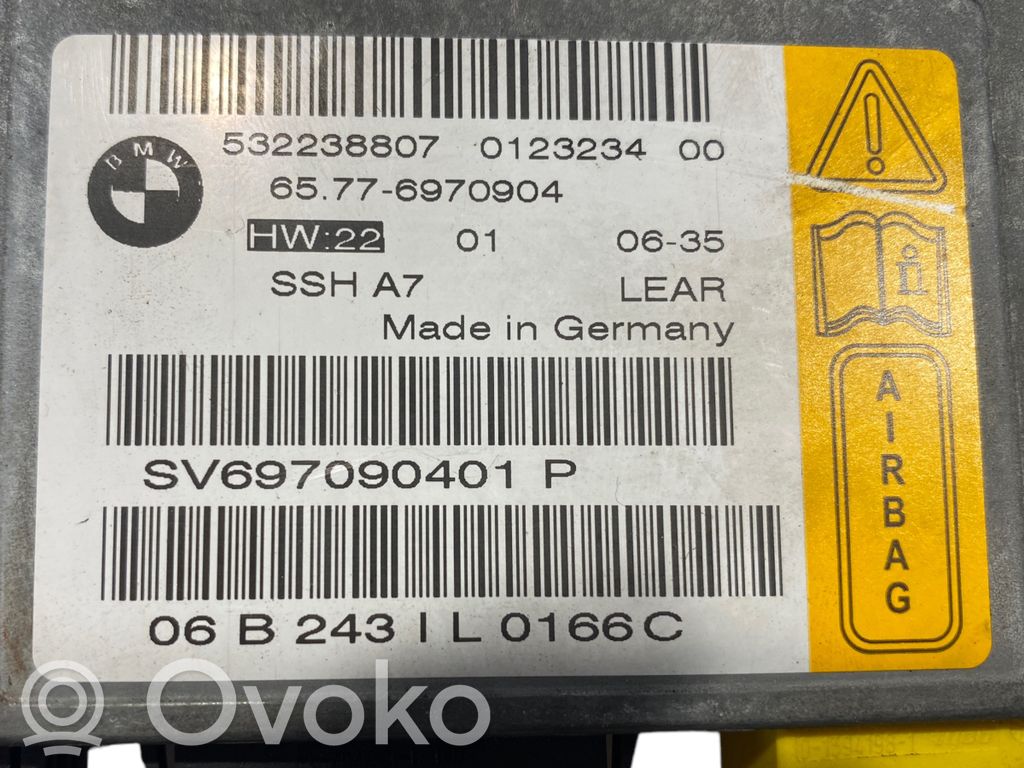 532238807 0123234 00
BMW
65.77-6970904
HW:22 01 06-35
SSH A7 LEAR
Made in Germany
SV697090401 P
06 B 243 I L 0166C
AIRBAG
Ovoko